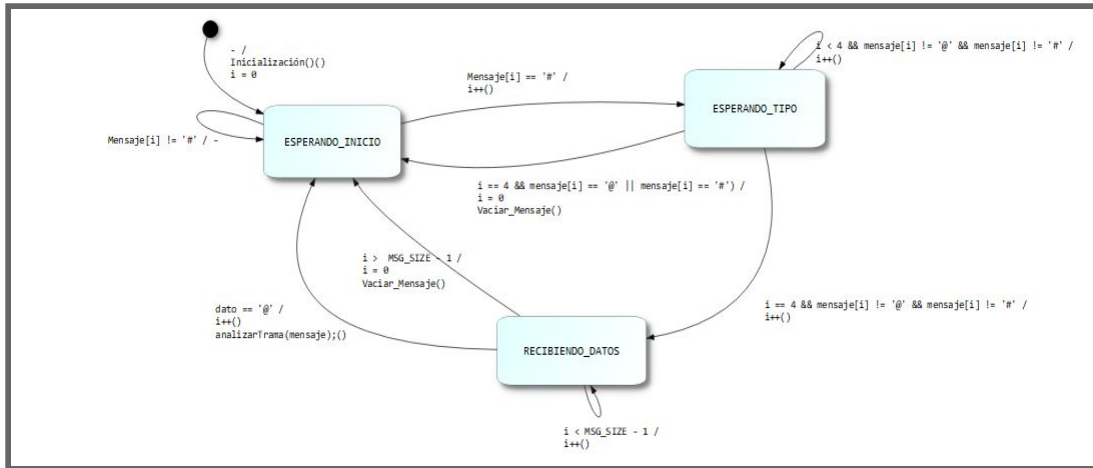 - /
Inicialización()()
i = 0
i < 4 && mensaje[i] != '@' && mensaje[i] != '#' /
i++()
Mensaje[i] == '#' /
i++()
ESPERANDO_TIPO
Mensaje[i] != '#' / -
ESPERANDO_INICIO
i == 4 && mensaje[i] == '@' || mensaje[i] == '#') /
i = 0
Vaciar_Mensaje()
i > MSG_SIZE - 1 /
i = 0
Vaciar_Mensaje()
dato == '@' /
i++()
analizarTrama(mensaje);()
i == 4 && mensaje[i] != '@' && mensaje[i] != '#' /
i++()
RECIBIENDO_DATOS
i < MSG_SIZE - 1 /
i++()